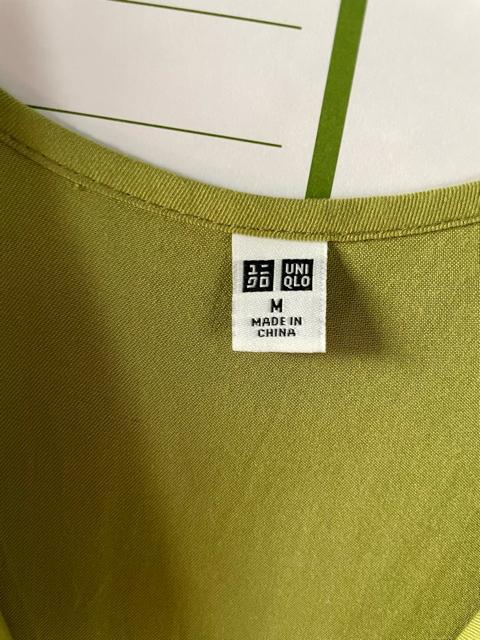 ユニ UNI
クロ QLO
M
MADE IN
CHINA